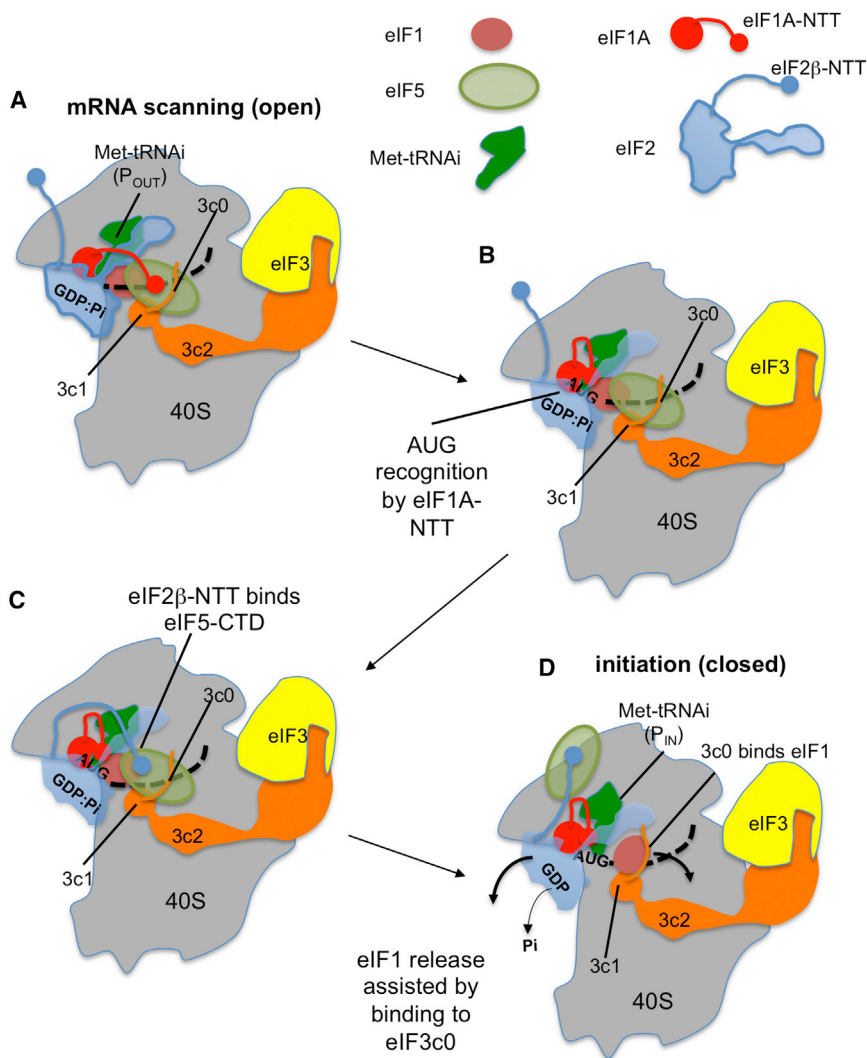 eIF1
eIF5
Met-tRNAi
eIF1A
eIF1A-NTT
eIF2β-NTT
eIF2
A
mRNA scanning (open)
Met-tRNAi
(P_OUT)
3c0
eIF3
GDP:Pi
3c2
3c1
40S
B
3c0
eIF3
AUG
GDP:Pi
3c2
3c1
40S
AUG
recognition
by eIF1A-
NTT
C
eIF2β-NTT binds
eIF5-CTD
3c0
eIF3
AUG
GDP:Pi
3c2
3c1
40S
D
initiation (closed)
Met-tRNAi
(P_IN)
3c0 binds eIF1
eIF3
AUG
GDP
3c2
Pi
3c1
40S
eIF1 release
assisted by
binding to
eIF3c0